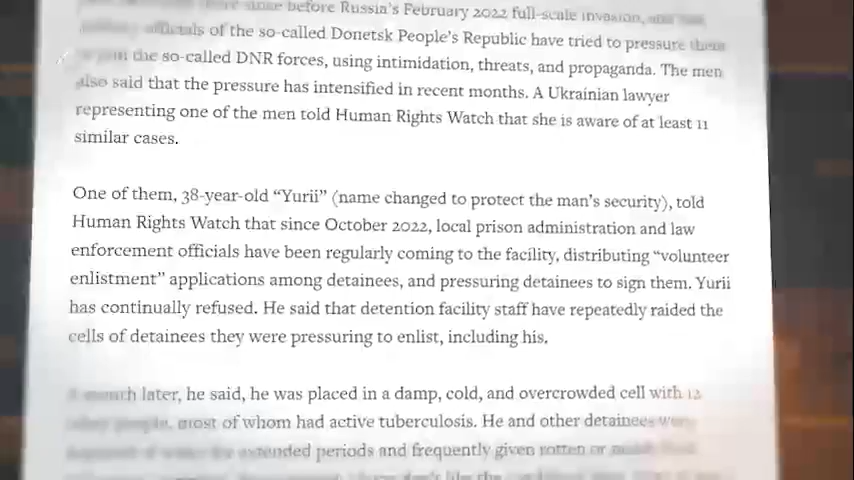 before Russia's February 2022 full-scale invasion, and
officials of the so-called Donetsk People's Republic have tried to pressure them
the so-called DNR forces, using intimidation, threats, and propaganda. The men
also said that the pressure has intensified in recent months. A Ukrainian lawyer
representing one of the men told Human Rights Watch that she is aware of at least 11
similar cases.
One of them, 38-year-old “Yurii” (name changed to protect the man's security), told
Human Rights Watch that since October 2022, local prison administration and law
enforcement officials have been regularly coming to the facility, distributing “volunteer
enlistment” applications among detainees, and pressuring detainees to sign them. Yurii
has continually refused. He said that detention facility staff have repeatedly raided the
cells of detainees they were pressuring to enlist, including his.
A month later, he said, he was placed in a damp, cold, and overcrowded cell with 12
other people, most of whom had active tuberculosis. He and other detainees were
extended periods and frequently given rotten or